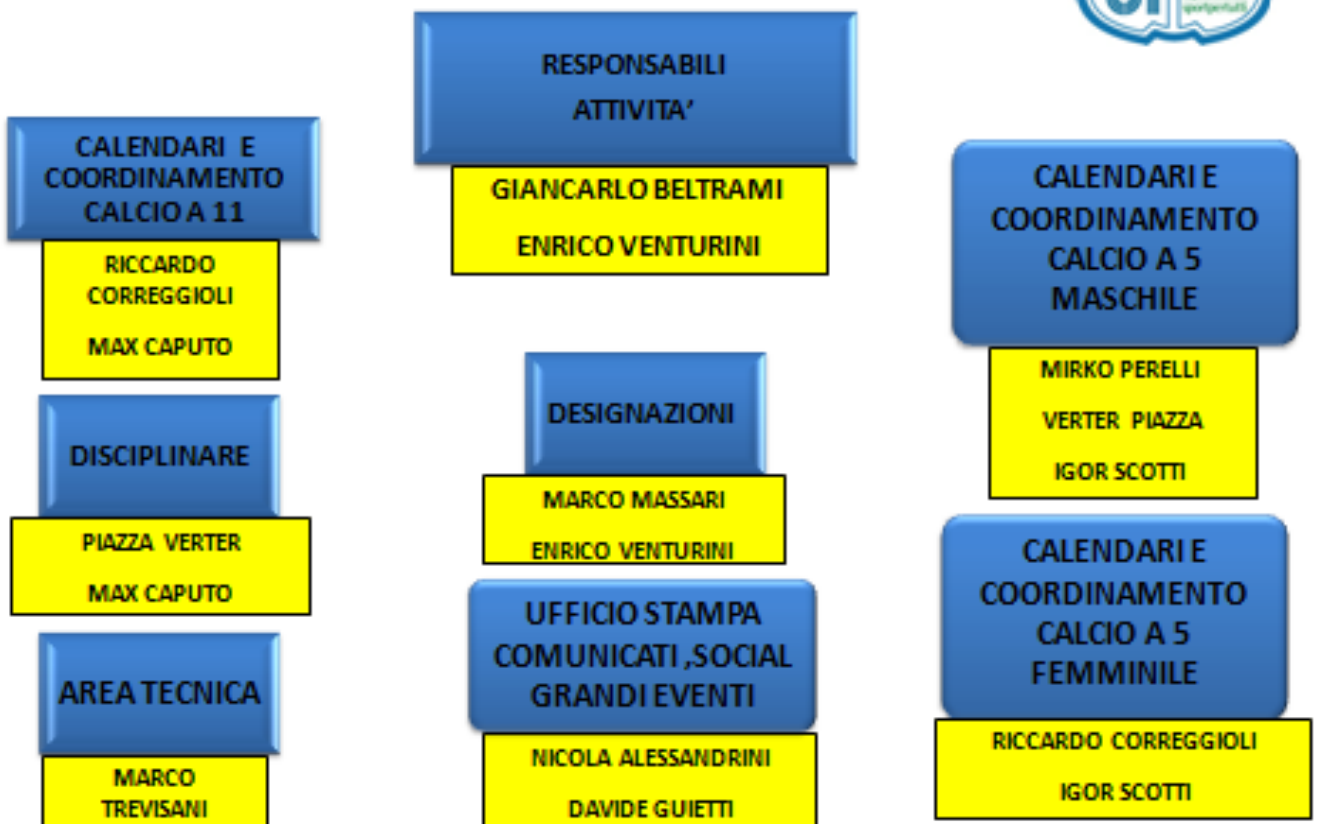 sportpertutti
RESPONSABILI
ATTIVITA'
GIANCARLO BELTRAMI
ENRICO VENTURINI
CALENDARI E
COORDINAMENTO
CALCIO A 11
RICCARDO
CORREGGIOLI
MAX CAPUTO
DISCIPLINARE
PIAZZA VERTER
MAX CAPUTO
AREA TECNICA
MARCO
TREVISANI
DESIGNAZIONI
MARCO MASSARI
ENRICO VENTURINI
UFFICIO STAMPA
COMUNICATI ,SOCIAL
GRANDI EVENTI
NICOLA ALESSANDRINI
DAVIDE GUIETTI
CALENDARI E
COORDINAMENTO
CALCIO A 5
MASCHILE
MIRKO PERELLI
VERTER PIAZZA
IGOR SCOTTI
CALENDARI E
COORDINAMENTO
CALCIO A 5
FEMMINILE
RICCARDO CORREGGIOLI
IGOR SCOTTI